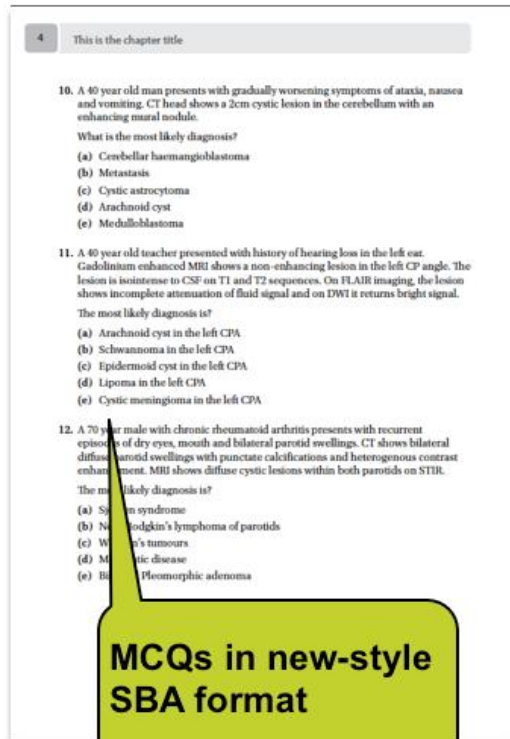 4
This is the chapter title
10. A 40 year old man presents with gradually worsening symptoms of ataxia, nausea
and vomiting. CT head shows a 2cm cystic lesion in the cerebellum with an
enhancing mural nodule.
What is the most likely diagnosis?
(a) Cerebellar haemangioblastoma
(b) Metastasis
(c) Cystic astrocytoma
(d) Arachnoid cyst
(e) Medulloblastoma
11. A 40 year old teacher presented with history of hearing loss in the left ear.
Gadolinium enhanced MRI shows a non-enhancing lesion in the left CP angle. The
lesion is isointense to CSF on T1 and T2 sequences. On FLAIR imaging, the lesion
shows incomplete attenuation of fluid signal and on DWI it returns bright signal.
The most likely diagnosis is?
(a) Arachnoid cyst in the left CPA
(b) Schwannoma in the left CPA
(c) Epidermoid cyst in the left CPA
(d) Lipoma in the left CPA
(e) Cystic meningioma in the left CPA
12. A 70 year male with chronic rheumatoid arthritis presents with recurrent
of dry eyes, mouth and bilateral parotid swellings. CT shows bilateral
diffuse parotid swellings with punctate calcifications and heterogenous contrast
MRI shows diffuse cystic lesions within both parotids on STIR.
The likely diagnosis is?
(a) syndrome
(b) lymphoma of parotids
(c) tumours
(d) disease
(e) Pleomorphic adenoma
MCQs in new-style
SBA format